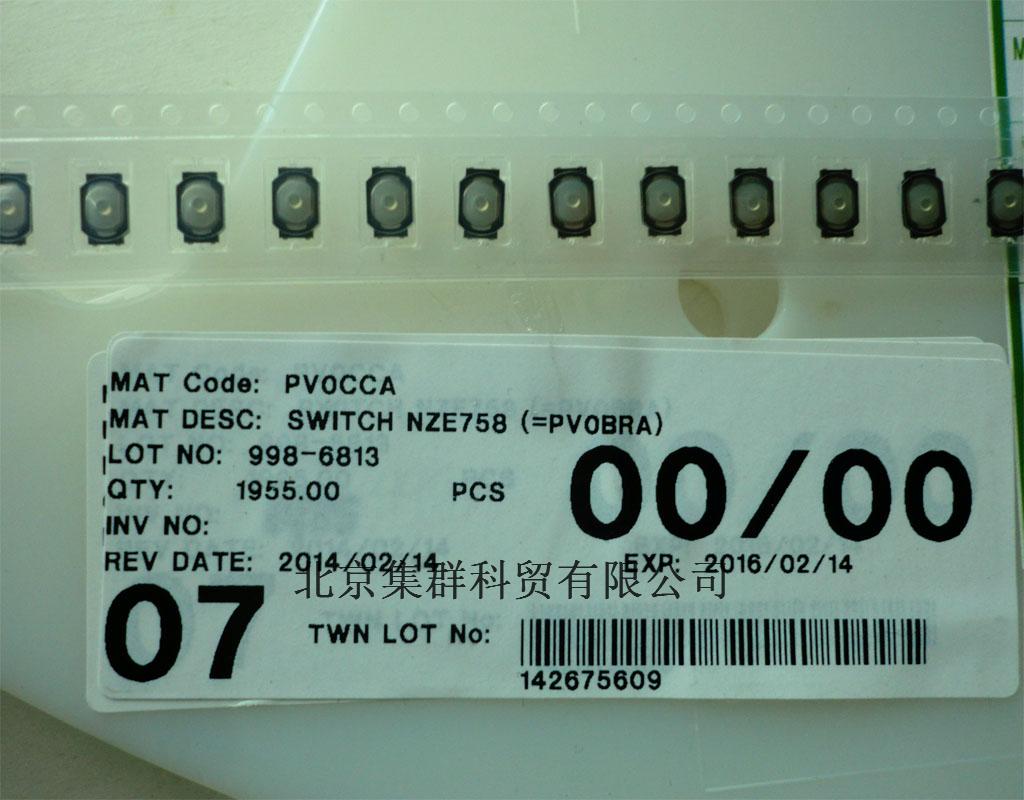 MAT Code: PV0CCA
MAT DESC: SWITCH NZE758 (=PV0BRA)
LOT NO: 998-6813
QTY: 1955.00 PCS
00/00
INV NO:
REV DATE: 2014/02/14 EXP: 2016/02/14
北京集群科贸有限公司
07
TWN LOT No:
142675609
M